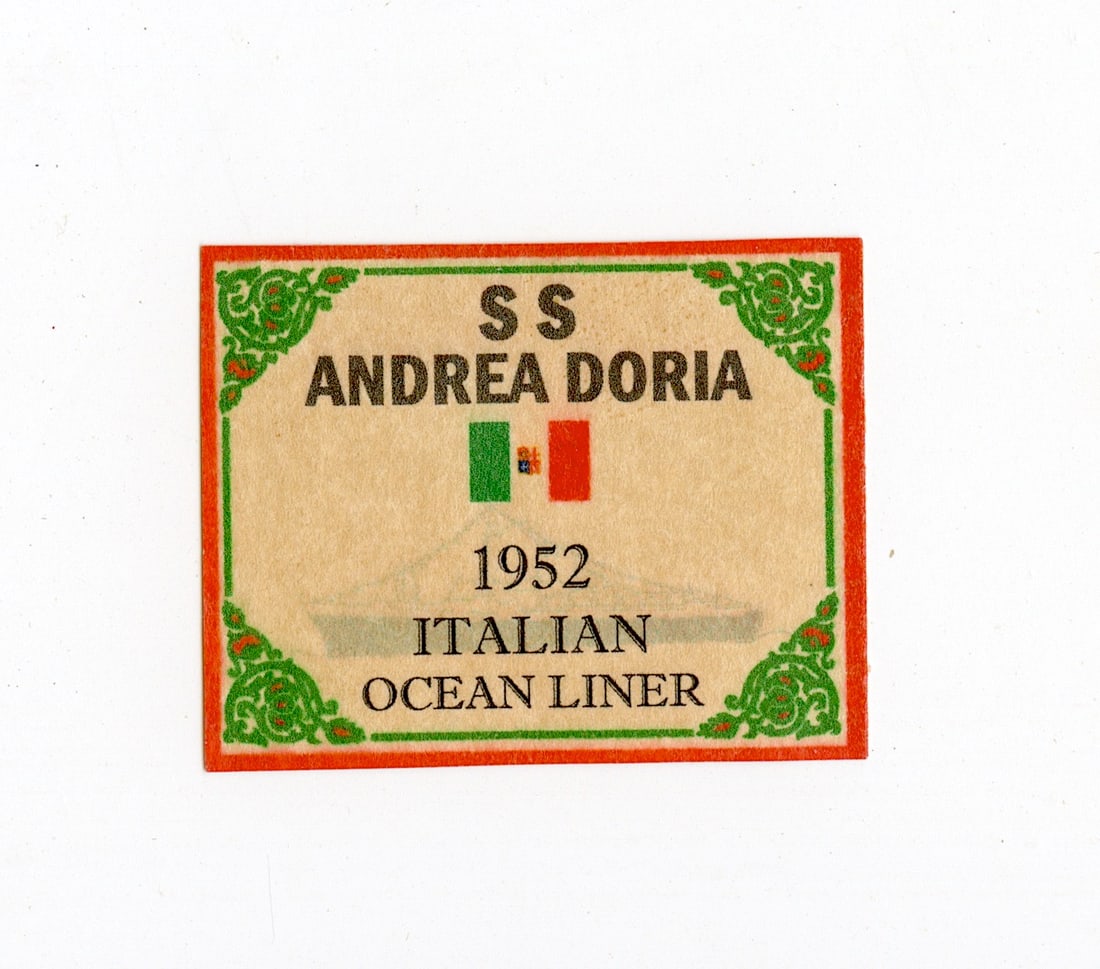 S S
ANDREA DORIA
1952
ITALIAN
OCEAN LINER